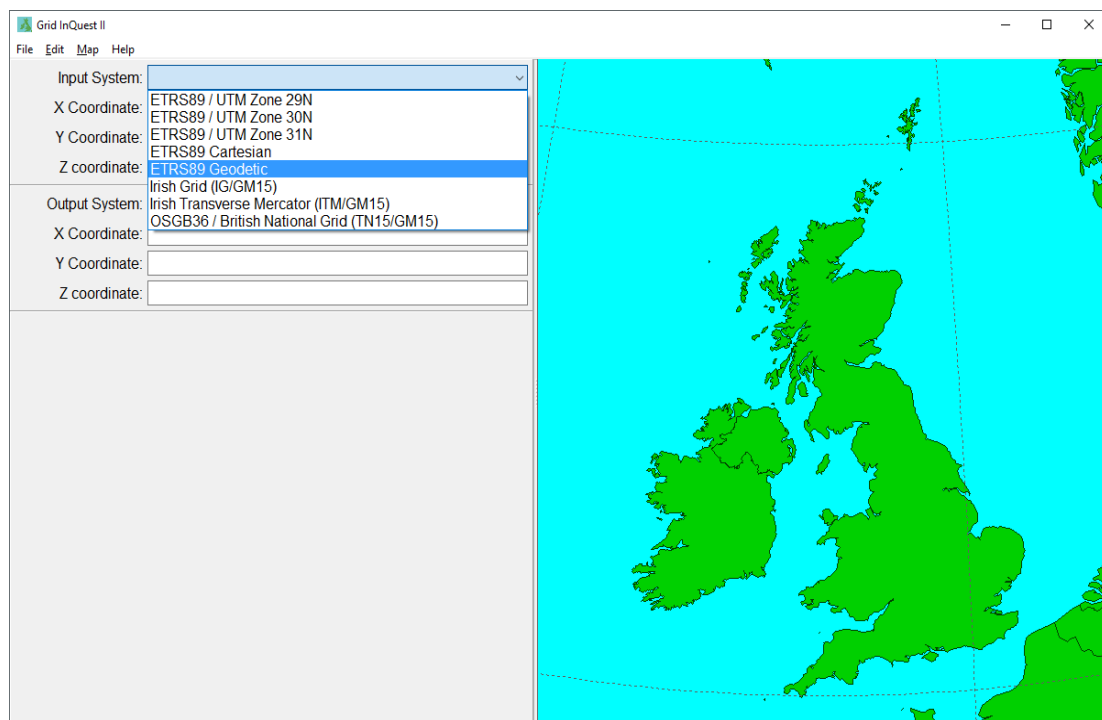 Grid InQuest II
File Edit Map Help
Input System:
X Coordinate:
Y Coordinate:
Z coordinate:
ETRS89 / UTM Zone 29N
ETRS89 / UTM Zone 30N
ETRS89 / UTM Zone 31N
ETRS89 Cartesian
ETRS89 Geodetic
Irish Grid (IG/GM15)
Irish Transverse Mercator (ITM/GM15)
OSGB36 / British National Grid (TN15/GM15)
Output System:
X Coordinate:
Y Coordinate:
Z coordinate: